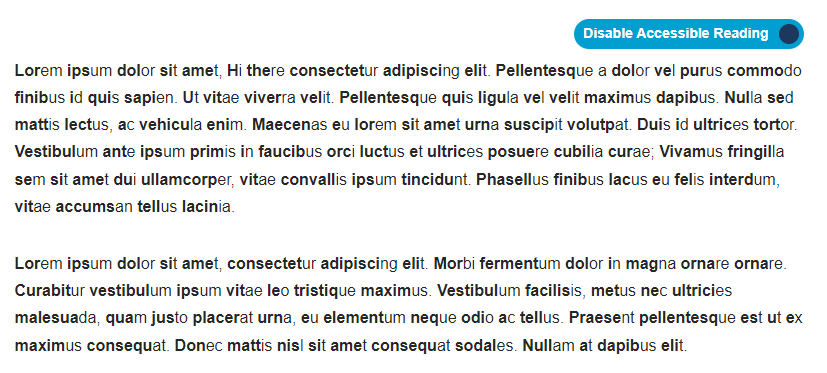 Disable Accessible Reading
Lorem ipsum dolor sit amet, Hi there consectetur adipiscing elit. Pellentesque a dolor vel purus commodo
finibus id quis sapien. Ut vitae viverra velit. Pellentesque quis ligula vel velit maximus dapibus. Nulla sed
mattis lectus, ac vehicula enim. Maecenas eu lorem sit amet urna suscipit volutpat. Duis id ultrices tortor.
Vestibulum ante ipsum primis in faucibus orci luctus et ultrices posuere cubilia curae; Vivamus fringilla
sem sit amet dui ullamcorper, vitae convallis ipsum tincidunt. Phasellus finibus lacus eu felis interdum,
vitae accumsan tellus lacinia.
Lorem ipsum dolor sit amet, consectetur adipiscing elit. Morbi fermentum dolor in magna ornare ornare.
Curabitur vestibulum ipsum vitae leo tristique maximus. Vestibulum facilisis, metus nec ultricies
malesuada, quam justo placerat urna, eu elementum neque odio ac tellus. Praesent pellentesque est ut ex
maximus consequat. Donec mattis nisl sit amet consequat sodales. Nullam at dapibus elit.